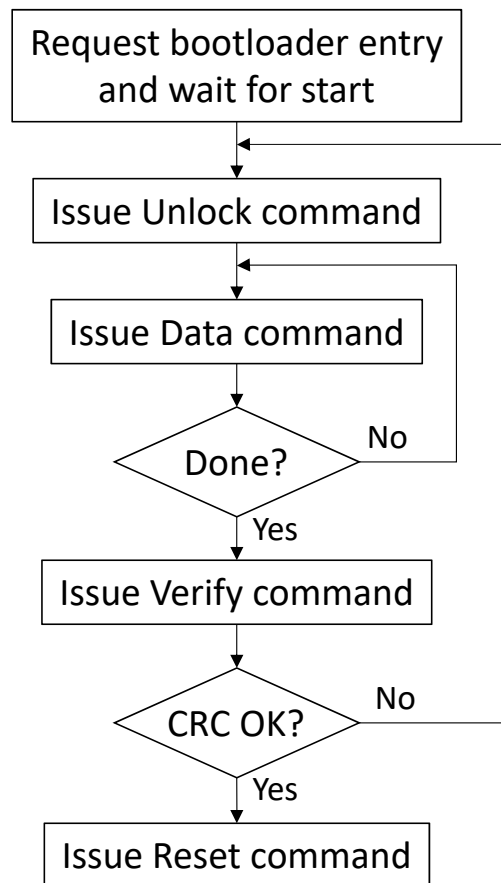 Request bootloader entry
and wait for start
Issue Unlock command
Issue Data command
Done?
No
Yes
Issue Verify command
CRC OK?
No
Yes
Issue Reset command